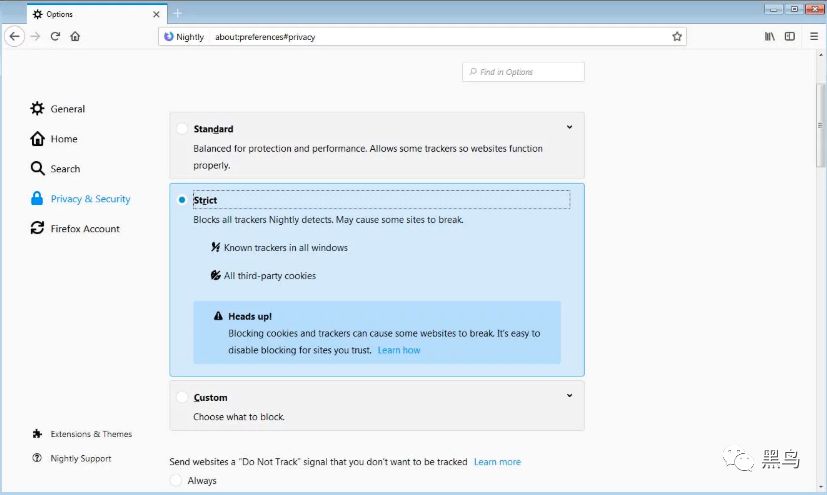 Options
Nightly about:preferences#privacy
Find in Options
General
Home
Search
Privacy & Security
Firefox Account
Standard
Balanced for protection and performance. Allows some trackers so websites function
properly.
Strict
Blocks all trackers Nightly detects. May cause some sites to break.
Known trackers in all windows
All third-party cookies
Heads up!
Blocking cookies and trackers can cause some websites to break. It's easy to
disable blocking for sites you trust. Learn how
Custom
Choose what to block.
Extensions & Themes
Nightly Support
Send websites a “Do Not Track” signal that you don't want to be tracked Learn more
Always
黑鸟